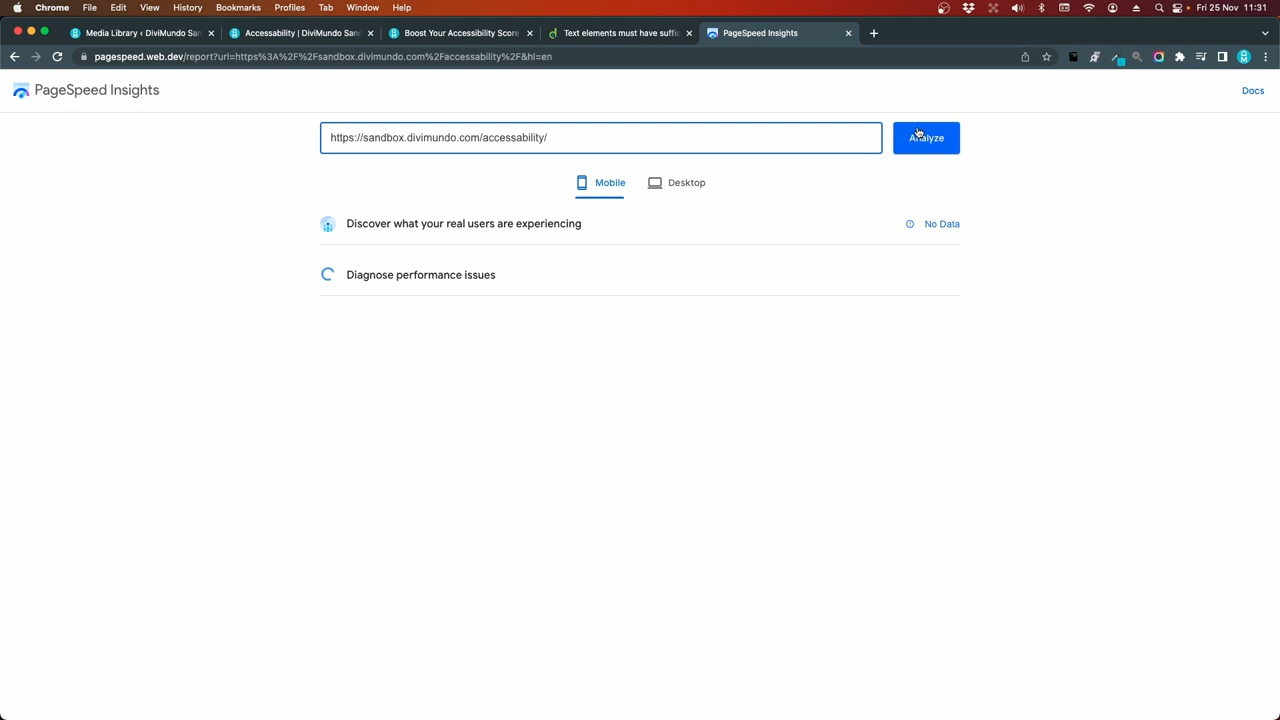 Chrome File Edit View History Bookmarks Profiles Tab Window Help Fri 25 Nov 11:31
Media Library ‹ DiviMundo San Accessability | DiviMundo San Boost Your Accessibility Score Text elements must have suffic PageSpeed Insights
pagespeed.web.dev/report?url=https%3A%2F%2Fsandbox.divimundo.com%2Faccessability%2F&hl=en
PageSpeed Insights
Docs
https://sandbox.divimundo.com/accessability/
Analyze
Mobile Desktop
Discover what your real users are experiencing No Data
Diagnose performance issues